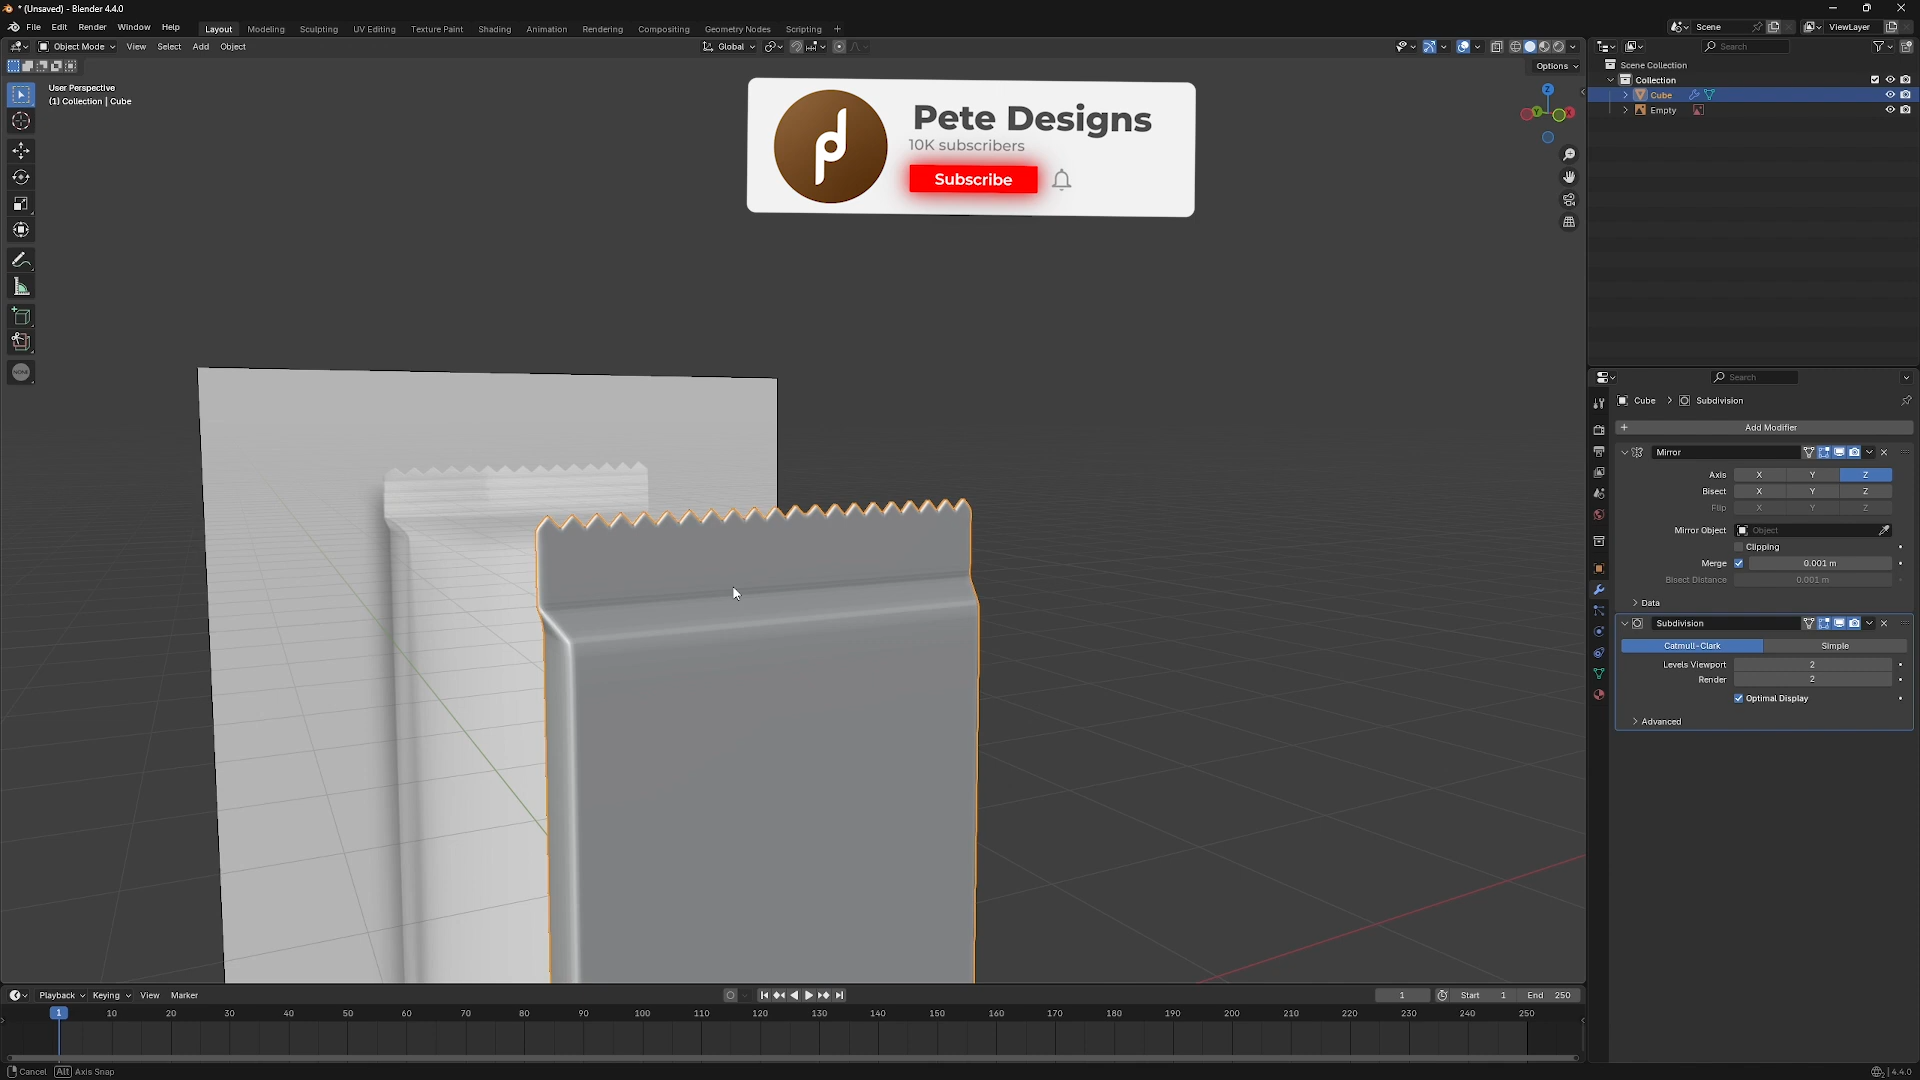 * (Unsaved) - Blender 4.4.0
File Edit Render Window Help Layout Modeling Sculpting UV Editing Texture Paint Shading Animation Rendering Compositing Geometry Nodes Scripting + Scene ViewLayer
Object Mode View Select Add Object Global Search
Options
User Perspective
(1) Collection | Cube
Scene Collection
Collection
Cube
Empty
Pete Designs
10K subscribers
Subscribe
Z
Y
X
NONE
Search
Cube > Subdivision
+ Add Modifier
Mirror
Axis X Y Z
Bisect X Y Z
Flip X Y Z
Mirror Object Object
Clipping
Merge 0.001 m
Bisect Distance 0.001 m
Data
Subdivision
Catmull-Clark Simple
Levels Viewport 2
Render 2
Optimal Display
Advanced
Playback Keying View Marker 1 Start 1 End 250
1 10 20 30 40 50 60 70 80 90 100 110 120 130 140 150 160 170 180 190 200 210 220 230 240 250
Cancel Alt Axis Snap 4.4.0